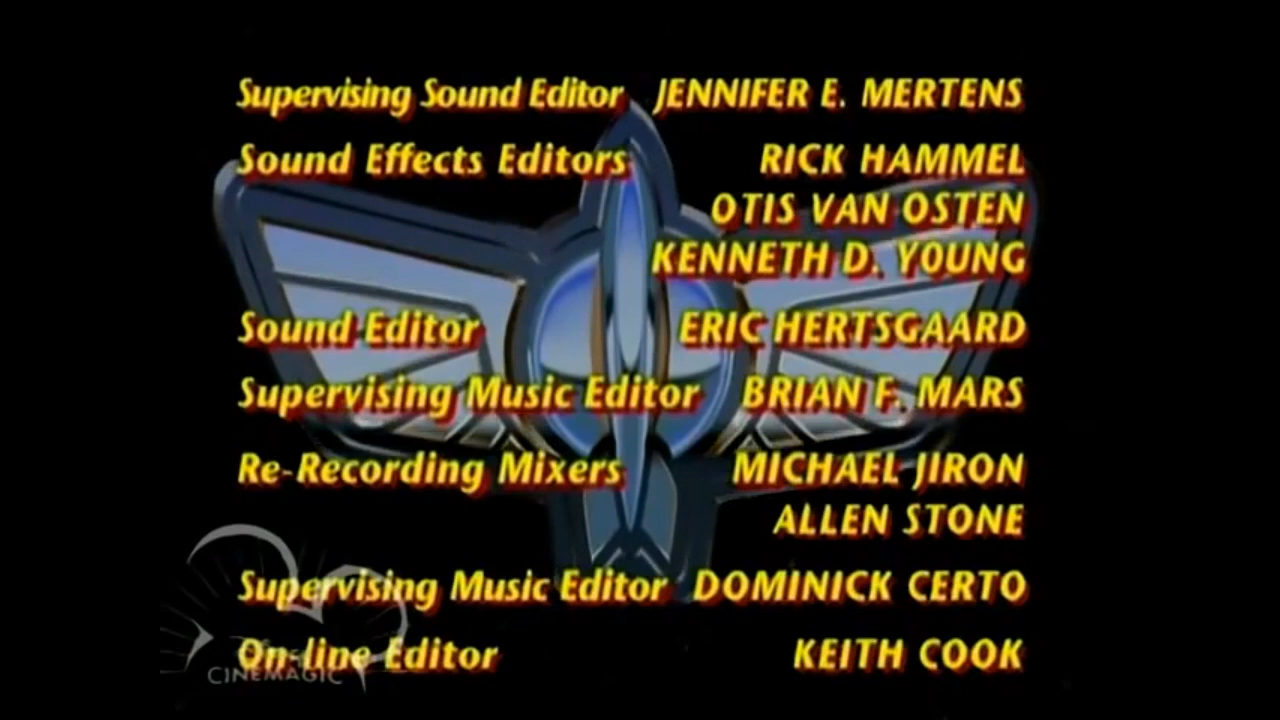 Supervising Sound Editor JENNIFER E. MERTENS
Sound Effects Editors RICK HAMMEL
OTIS VAN OSTEN
KENNETH D. YOUNG
Sound Editor ERIC HERTSGAARD
Supervising Music Editor BRIAN F. MARS
Re-Recording Mixers MICHAEL JIRON
ALLEN STONE
Supervising Music Editor DOMINICK CERTO
On-line Editor KEITH COOK
CINEMAGIC